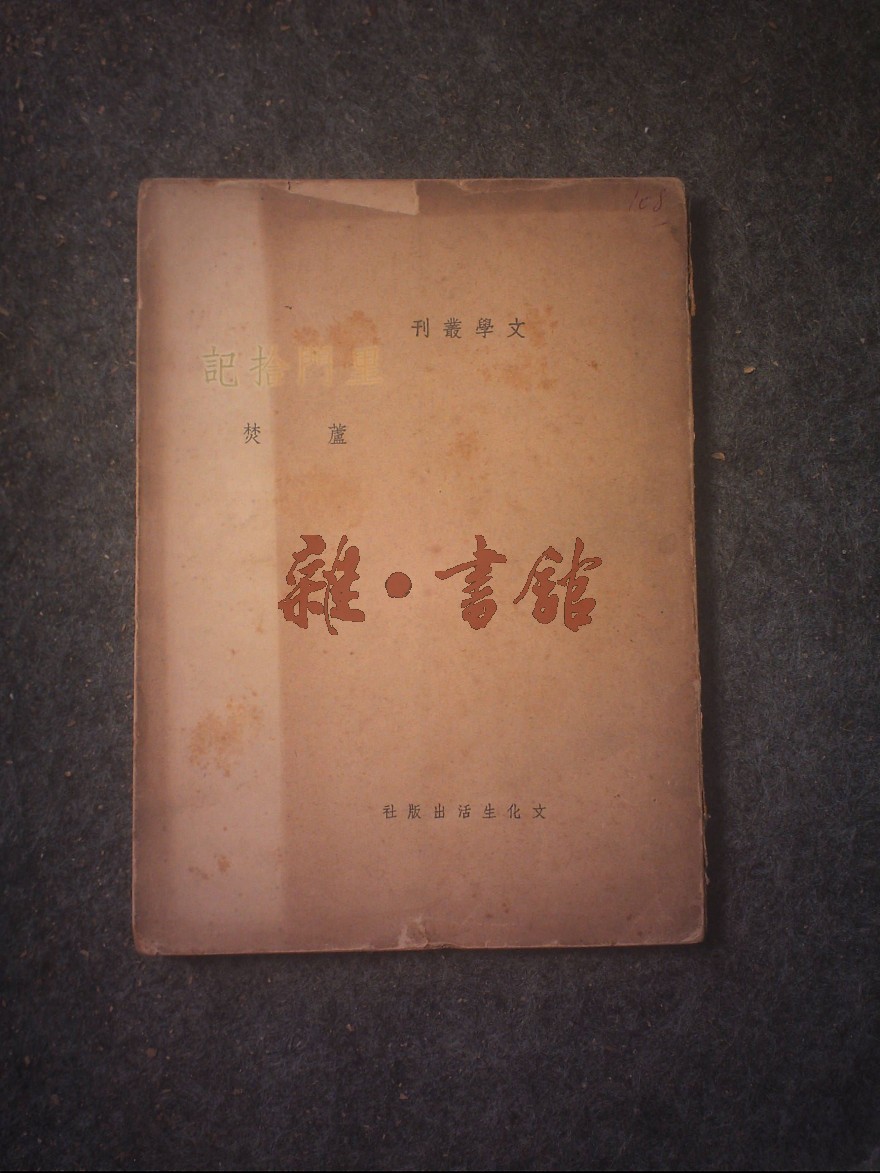 文學叢刊
里門拾記
蘆焚
雜·書館
文化生活出版社